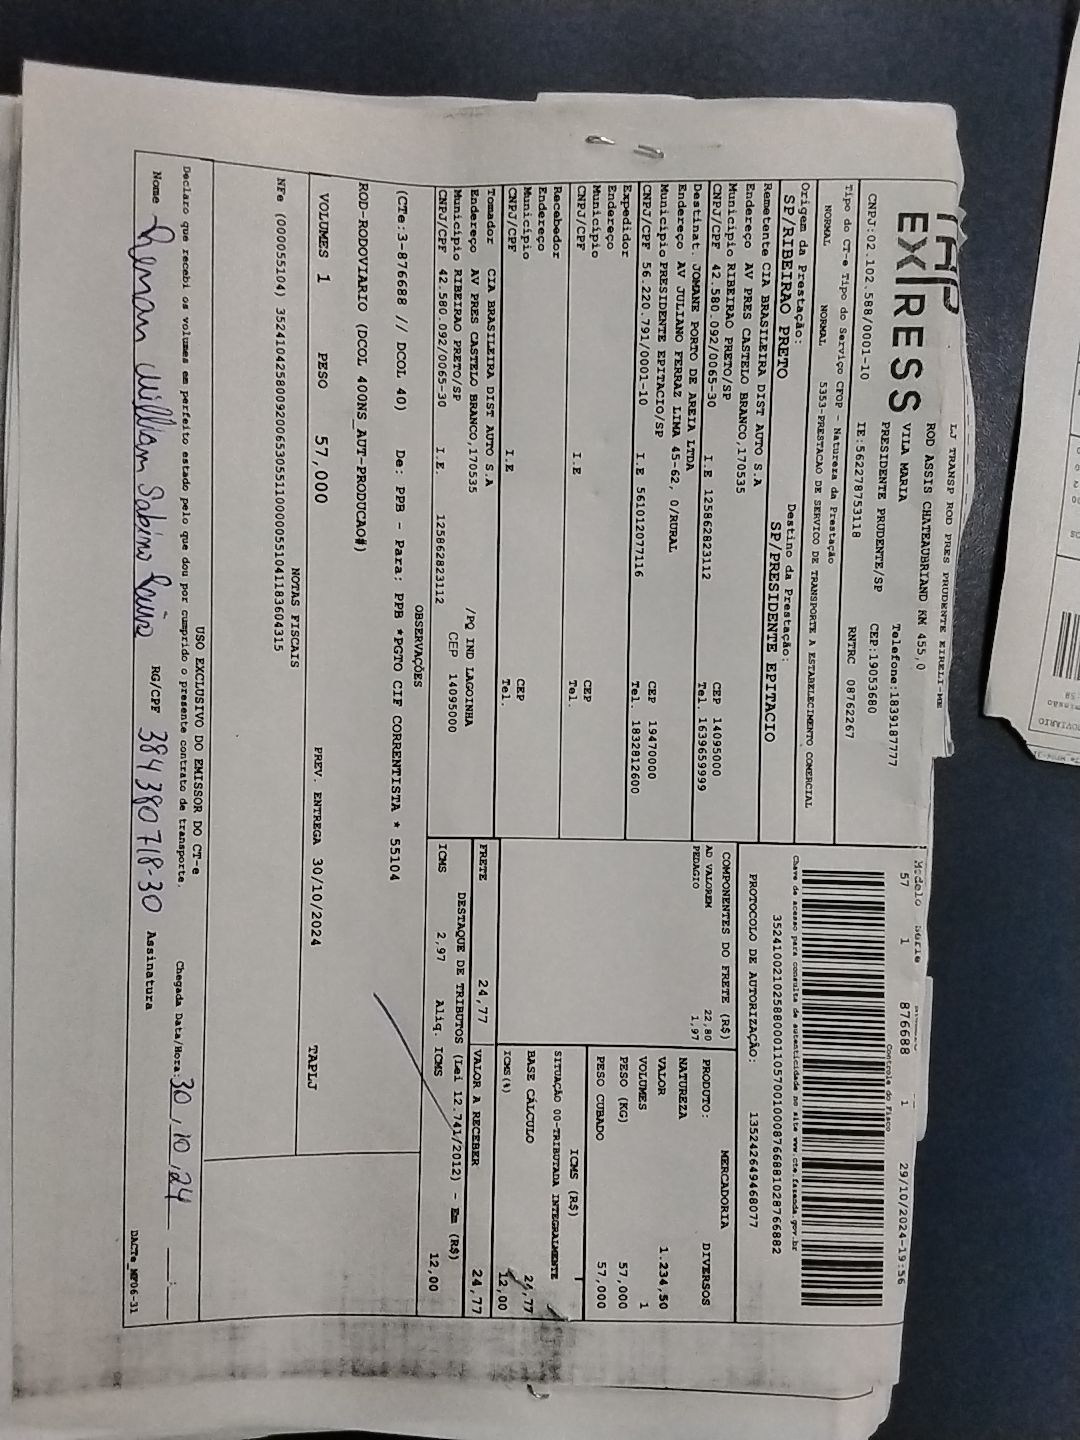 EXPRESS
LJ TRANSP ROD PRES PRUDENTE EIRELI-ME
ROD ASSIS CHATEAUBRIAND KM 455,0
VILA MARIA Telefone:1839187777
PRESIDENTE PRUDENTE/SP CEP:19053680
CNPJ:02.102.588/0001-10 IE:562278753118 RNTRC 08762267
Tipo do CT-e Tipo do Serviço CFOP - Natureza da Prestação
NORMAL NORMAL 5353-PRESTACAO DE SERVICO DE TRANSPORTE A ESTABELECIMENTO COMERCIAL
Origem da Prestação: Destino da Prestação:
SP/RIBEIRAO PRETO SP/PRESIDENTE EPITACIO
Remetente CIA BRASILEIRA DIST AUTO S.A
Endereço AV PRES CASTELO BRANCO,170535
Município RIBEIRAO PRETO/SP CEP 14095000
CNPJ/CPF 42.580.092/0065-30 I.E 125862823112 Tel. 1639659999
Destinat. JOMANE PORTO DE AREIA LTDA
Endereço AV JULIANO FERRAZ LIMA 45-62, 0/RURAL
Município PRESIDENTE EPITACIO/SP CEP 19470000
CNPJ/CPF 56.220.791/0001-10 I.E 561012077116 Tel. 1832812600
Expedidor
Endereço
Município CEP
CNPJ/CPF I.E Tel.
Recebedor
Endereço
Município CEP
CNPJ/CPF I.E Tel.
Tomador CIA BRASILEIRA DIST AUTO S.A
Endereço AV PRES CASTELO BRANCO,170535 /PQ IND LAGOINHA
Município RIBEIRAO PRETO/SP CEP 14095000
CNPJ/CPF 42.580.092/0065-30 I.E. 125862823112
Modelo Série
57 1 876688 1 29/10/2024-19:56
Controle do Fisco
Chave de acesso para consulta de autenticidade no site www.cte.fazenda.gov.br
35241002102588000110570010008766881028766882
PROTOCOLO DE AUTORIZAÇÃO: 135242649468077
COMPONENTES DO FRETE (R$)
AD VALOREM 22,80
PEDAGIO 1,97
FRETE 24,77
PRODUTO: MERCADORIA
NATUREZA DIVERSOS
VALOR 1.234,50
VOLUMES 1
PESO (KG) 57,000
PESO CUBADO 57,000
ICMS (R$)
SITUAÇÃO 00-TRIBUTADA INTEGRALMENTE
BASE CÁLCULO 24,77
ICMS(%) 12,00
VALOR A RECEBER 24,77
DESTAQUE DE TRIBUTOS (Lei 12.741/2012) - Em (R$)
ICMS 2,97 Aliq. ICMS 12,00
OBSERVAÇÕES
(CTe:3-876688 // DCOL 40) De: PPB - Para: PPB *PGTO CIF CORRENTISTA * 55104
ROD-RODOVIARIO (DCOL 400NS_AUT-PRODUCAO#)
VOLUMES 1 PESO 57,000 PREV. ENTREGA 30/10/2024 TAPLJ
NOTAS FISCAIS
NFe (000055104) 35241042580092006530551100000551041183604315
USO EXCLUSIVO DO EMISSOR DO CT-e
Declaro que recebi os volumes em perfeito estado pelo que dou por cumprido o presente contrato de transporte. Chegada Data/Hora: 30/10/24
Nome Renan Willian Sabino RG/CPF 384380718-30 Assinatura
DACTe_MF06-31